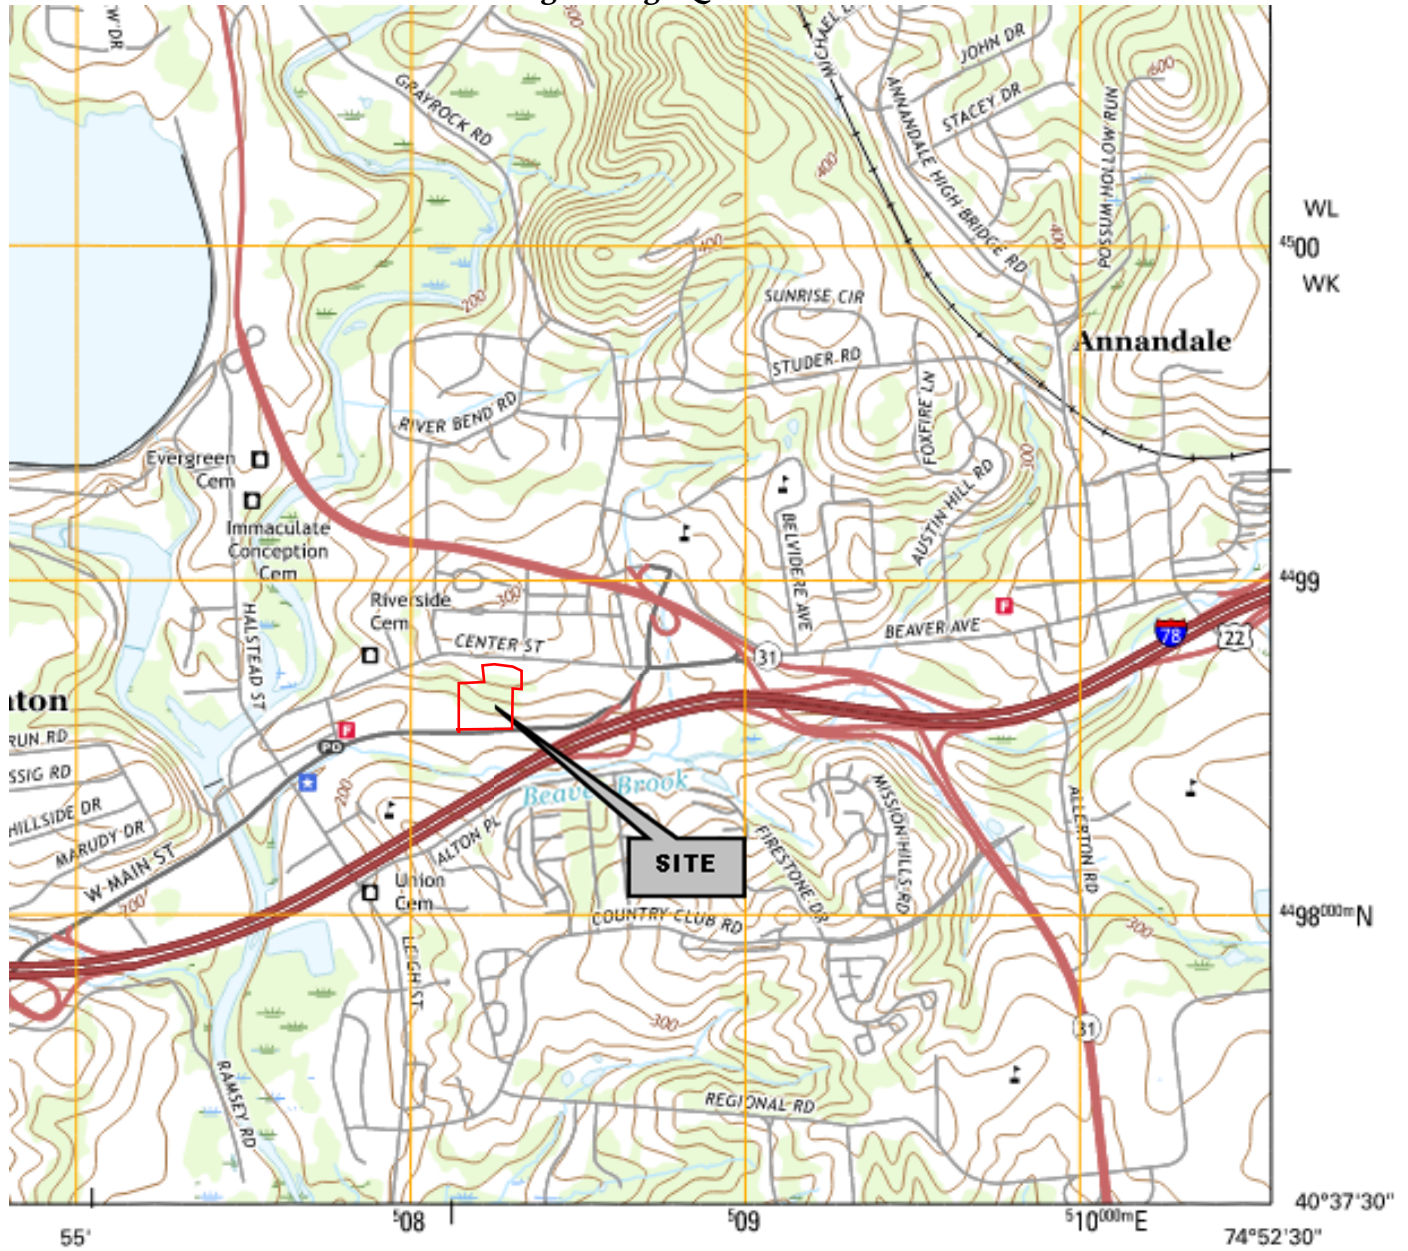 W DR
300
MICHAEL
JOHN DR
600
GRAYROCK RD
ANNANDALE HIGH BRIDGE RD
STACEY DR
POSSUM HOLLOW RUN
400
WL
400
400
4500
WK
SUNRISE CIR
200
Annandale
STUDER RD
FOXFIRE LN
RIVER BEND RD
Evergreen
Cem
300
AUSTIN HILL RD
Immaculate
Conception
Cem
BELVIDERE AVE
4499
Riverside
Cem
300
F
HALSTEAD ST
CENTER ST
BEAVER AVE
78
22
31
nton
F
RUN RD
PO
SSIG RD
200
Beaver Brook
HILLSIDE DR
MISSION HILLS RD
ALLERTON RD
MARUDY DR
ALTON PL
FIRESTONE DR
SITE
W MAIN ST
Union
Cem
200
COUNTRY CLUB RD
4498000mN
300
LEIGH ST
300
31
RAMSEY RD
REGIONAL RD
40°37'30"
508
509
510000mE
55'
74°52'30"